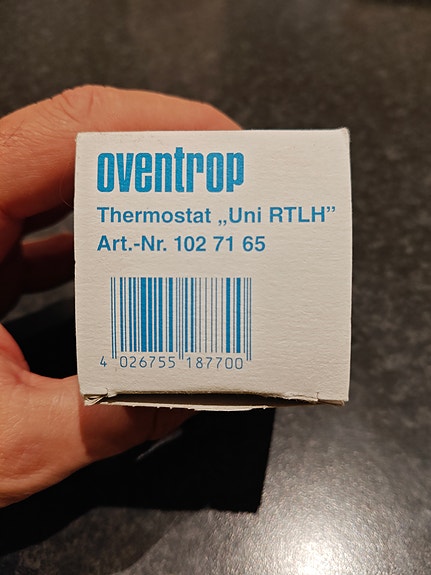 oventrop
Thermostat „Uni RTLH”
Art.-Nr. 102 71 65
4 026755 187700